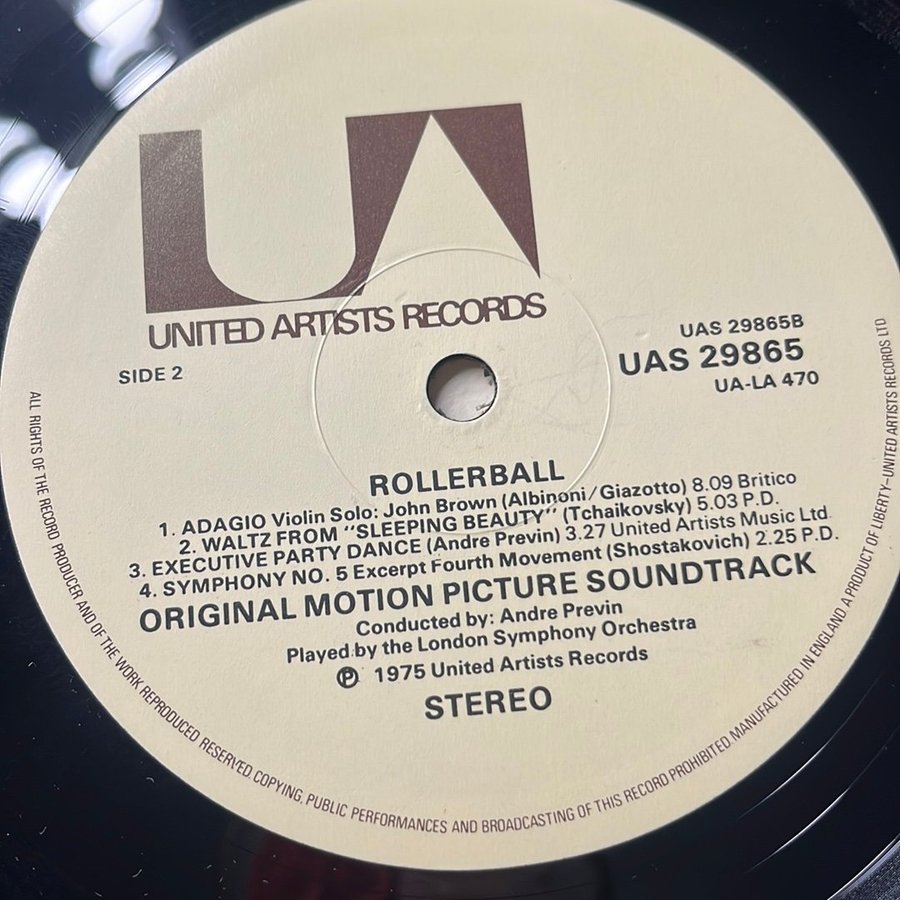 UA
UNITED ARTISTS RECORDS
SIDE 2
UAS 29865B
UAS 29865
UA-LA 470
ROLLERBALL
1. ADAGIO Violin Solo: John Brown (Albinoni/Giazotto) 8.09 Britico
2. WALTZ FROM "SLEEPING BEAUTY" (Tchaikovsky) 5.03 P.D.
3. EXECUTIVE PARTY DANCE (Andre Previn) 3.27 United Artists Music Ltd
4. SYMPHONY NO. 5 Excerpt Fourth Movement (Shostakovich) 2.25 P.D.
ORIGINAL MOTION PICTURE SOUNDTRACK
Conducted by: Andre Previn
Played by the London Symphony Orchestra
Ⓟ 1975 United Artists Records
STEREO
ALL RIGHTS OF THE RECORD PRODUCER AND OF THE WORK REPRODUCED RESERVED. COPYING, PUBLIC PERFORMANCES AND BROADCASTING OF THIS RECORD PROHIBITED. MANUFACTURED IN ENGLAND A PRODUCT OF LIBERTY-UNITED ARTISTS RECORDS LTD